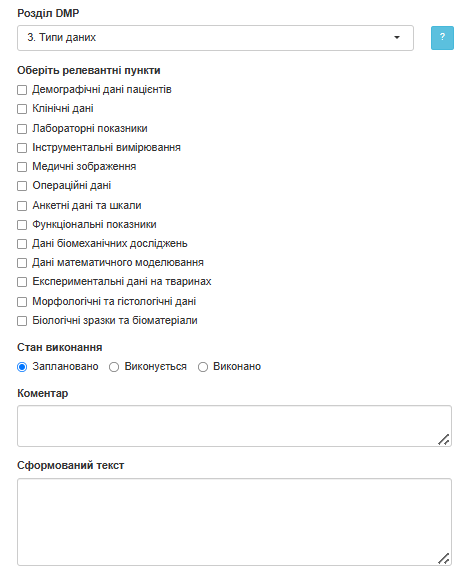 Розділ DMP
3. Типи даних
?
Оберіть релевантні пункти
Демографічні дані пацієнтів
Клінічні дані
Лабораторні показники
Інструментальні вимірювання
Медичні зображення
Операційні дані
Анкетні дані та шкали
Функціональні показники
Дані біомеханічних досліджень
Дані математичного моделювання
Експериментальні дані на тваринах
Морфологічні та гістологічні дані
Біологічні зразки та біоматеріали
Стан виконання
Заплановано Виконується Виконано
Коментар
Сформований текст